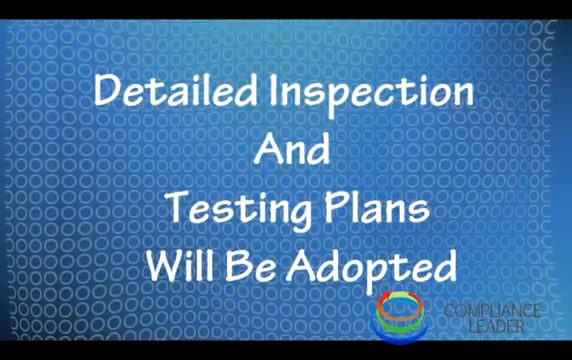 Detailed Inspection
And
Testing Plans
Will Be Adopted
COMPLIANCE
LEADER